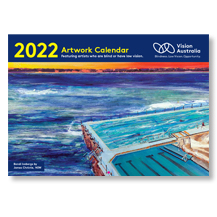 2022 Artwork Calendar
featuring artists who are blind or have low vision
Vision
Australia
Blindness. Low Vision. Opportunity.